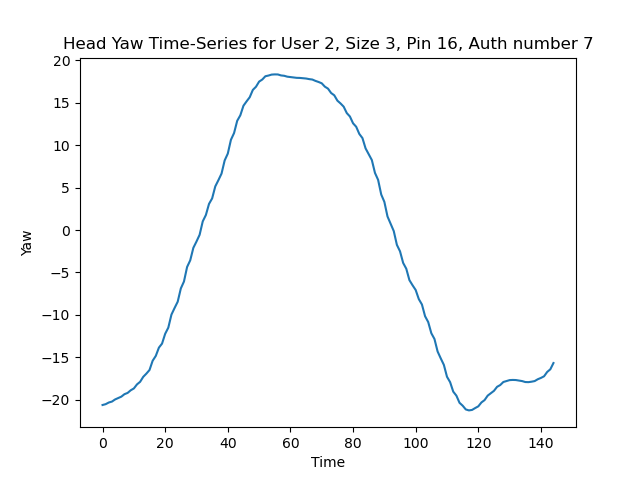 Head Yaw Time-Series for User 2, Size 3, Pin 16, Auth number 7
20
15
10
5
0
−5
−10
−15
−20
Yaw
0 20 40 60 80 100 120 140
Time